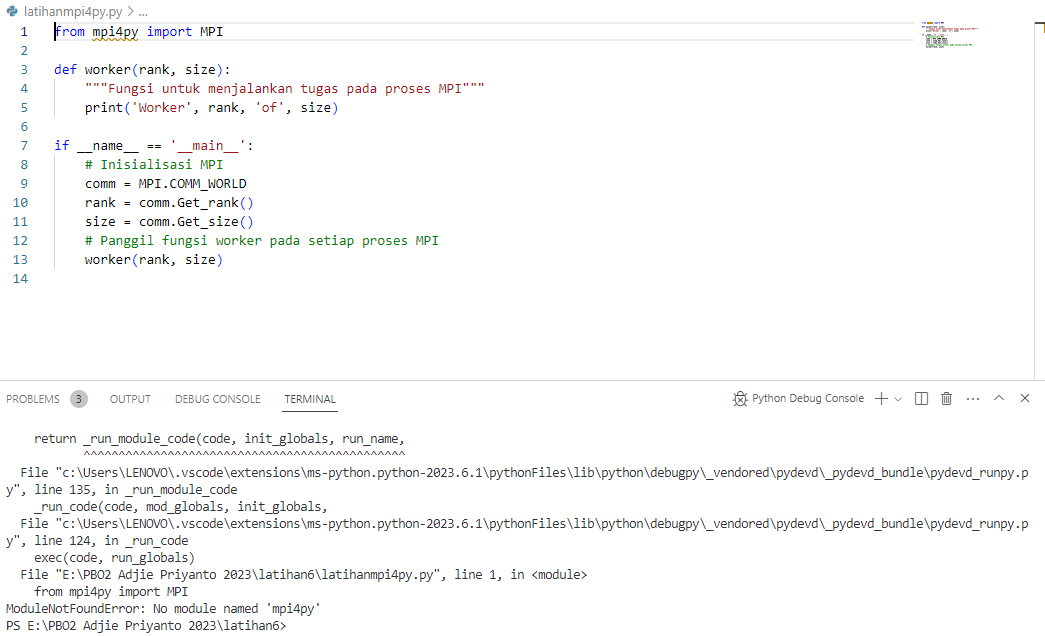 latihanmpi4py.py > ...
1 from mpi4py import MPI
2
3 def worker(rank, size):
4     """Fungsi untuk menjalankan tugas pada proses MPI"""
5     print('Worker', rank, 'of', size)
6
7 if __name__ == '__main__':
8     # Inisialisasi MPI
9     comm = MPI.COMM_WORLD
10     rank = comm.Get_rank()
11     size = comm.Get_size()
12     # Panggil fungsi worker pada setiap proses MPI
13     worker(rank, size)
14
PROBLEMS 3 OUTPUT DEBUG CONSOLE TERMINAL Python Debug Console
    return _run_module_code(code, init_globals, run_name,
           ^^^^^^^^^^^^^^^^^^^^^^^^^^^^^^^^^^^^^^^^^^^^^^
  File "c:\Users\LENOVO\.vscode\extensions\ms-python.python-2023.6.1\pythonFiles\lib\python\debugpy\_vendored\pydevd\_pydevd_bundle\pydevd_runpy.p
y", line 135, in _run_module_code
    _run_code(code, mod_globals, init_globals,
  File "c:\Users\LENOVO\.vscode\extensions\ms-python.python-2023.6.1\pythonFiles\lib\python\debugpy\_vendored\pydevd\_pydevd_bundle\pydevd_runpy.p
y", line 124, in _run_code
    exec(code, run_globals)
  File "E:\PBO2 Adjie Priyanto 2023\latihan6\latihanmpi4py.py", line 1, in <module>
    from mpi4py import MPI
ModuleNotFoundError: No module named 'mpi4py'
PS E:\PBO2 Adjie Priyanto 2023\latihan6>